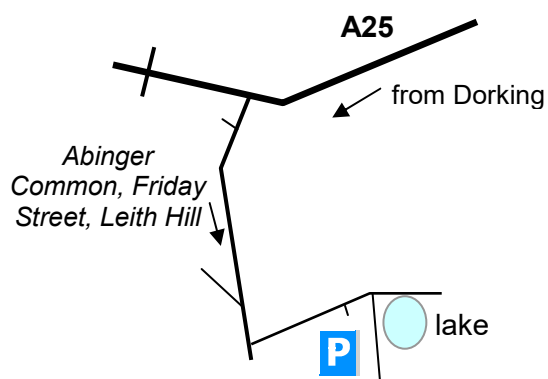 A25
from Dorking
Abinger
Common, Friday
Street, Leith Hill
lake
P